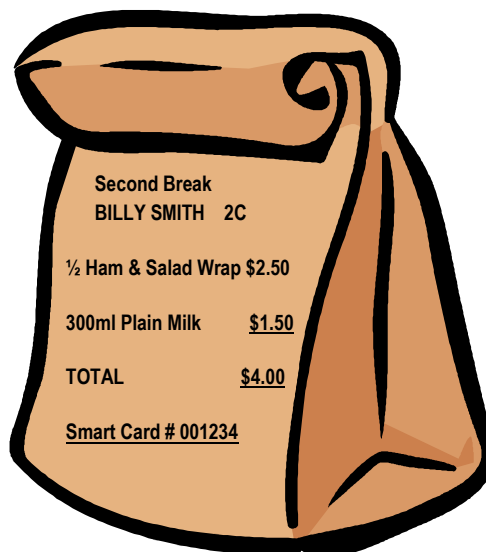 Second Break
BILLY SMITH 2C
½ Ham & Salad Wrap $2.50
300ml Plain Milk $1.50
TOTAL $4.00
Smart Card # 001234